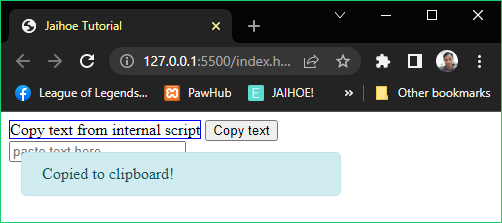 Jaihoe Tutorial
127.0.0.1:5500/index.h...
League of Legends...
PawHub
JAIHOE!
»
Other bookmarks
Copy text from internal script
Copy text
paste text here
Copied to clipboard!